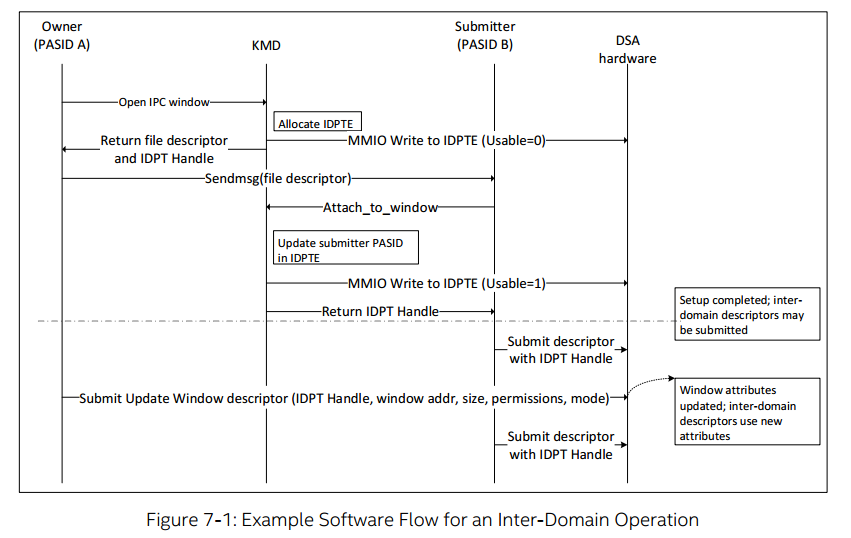 Owner
(PASID A)
KMD
Submitter
(PASID B)
DSA
hardware
Open IPC window
Allocate IDPTE
Return file descriptor
and IDPT Handle
MMIO Write to IDPTE (Usable=0)
Sendmsg(file descriptor)
Attach_to_window
Update submitter PASID
in IDPTE
MMIO Write to IDPTE (Usable=1)
Return IDPT Handle
Setup completed; inter-
domain descriptors may
be submitted
Submit descriptor
with IDPT Handle
Submit Update Window descriptor (IDPT Handle, window addr, size, permissions, mode)
Window attributes
updated; inter-domain
descriptors use new
attributes
Submit descriptor
with IDPT Handle
Figure 7-1: Example Software Flow for an Inter-Domain Operation